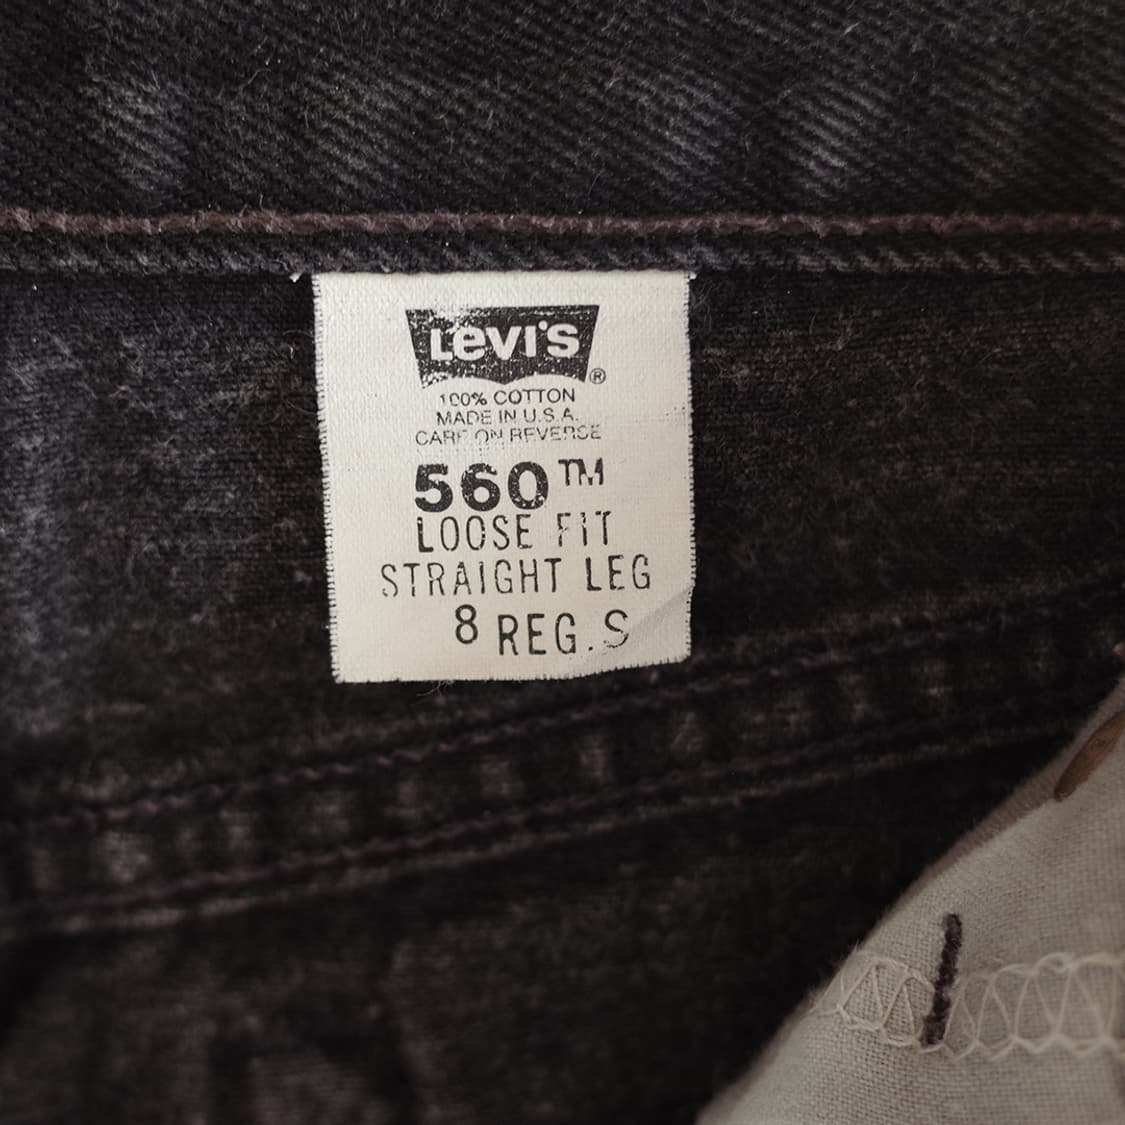 Levi's
®
100% COTTON
MADE IN U.S.A.
CARE ON REVERSE
560™
LOOSE FIT
STRAIGHT LEG
8 REG.S